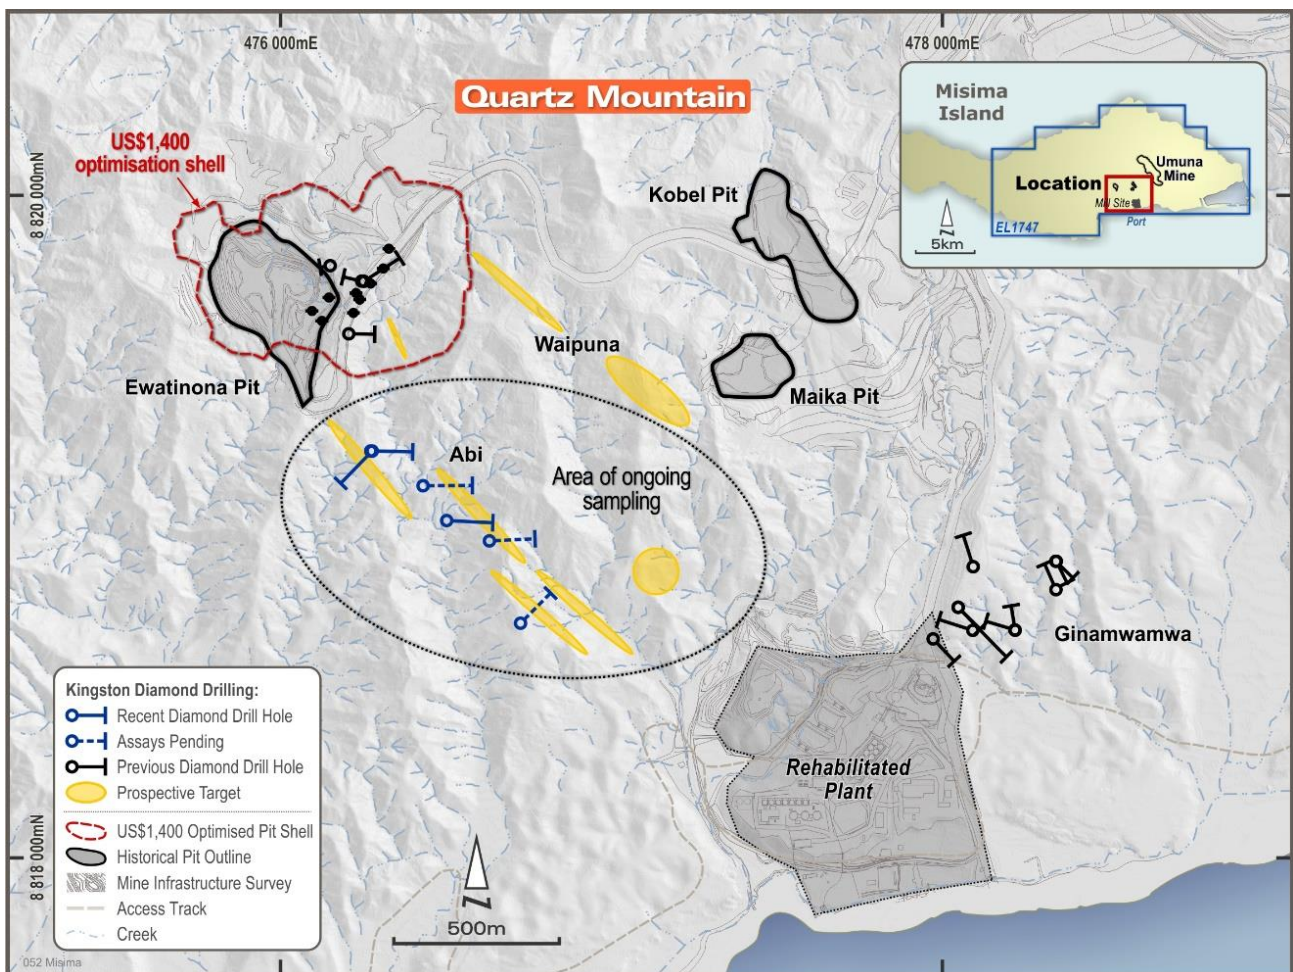 476 000mE
478 000mE
Quartz Mountain
Misima
Island
Umuna
Mine
Location
Mill Site
EL1747
Port
N
5km
US$1,400
optimisation shell
8 820 000mN
Kobel Pit
Waipuna
Ewatinona Pit
Maika Pit
Abi
Area of ongoing
sampling
Ginamwamwa
Rehabilitated
Plant
Kingston Diamond Drilling:
Recent Diamond Drill Hole
Assays Pending
Previous Diamond Drill Hole
Prospective Target
US$1,400 Optimised Pit Shell
Historical Pit Outline
Mine Infrastructure Survey
Access Track
Creek
8 818 000mN
N
500m
052 Misima